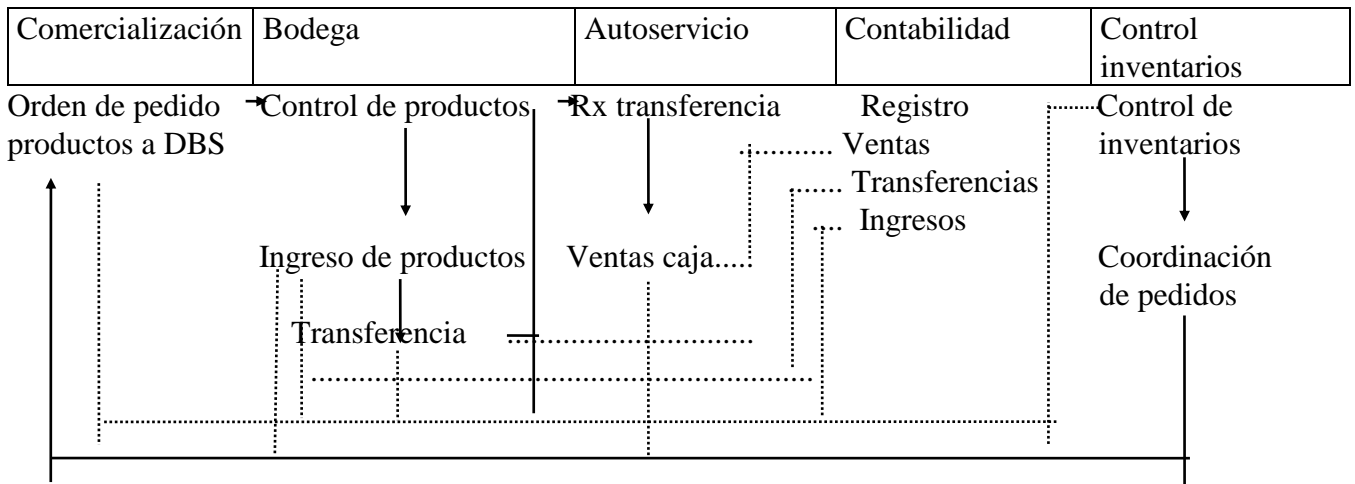 Comercialización Bodega Autoservicio Contabilidad Control
inventarios
Orden de pedido Control de productos Rx transferencia Registro Control de
productos a DBS ............ Ventas inventarios
....... Transferencias
.... Ingresos
Ingreso de productos Ventas caja..... Coordinación
de pedidos
Transferencia